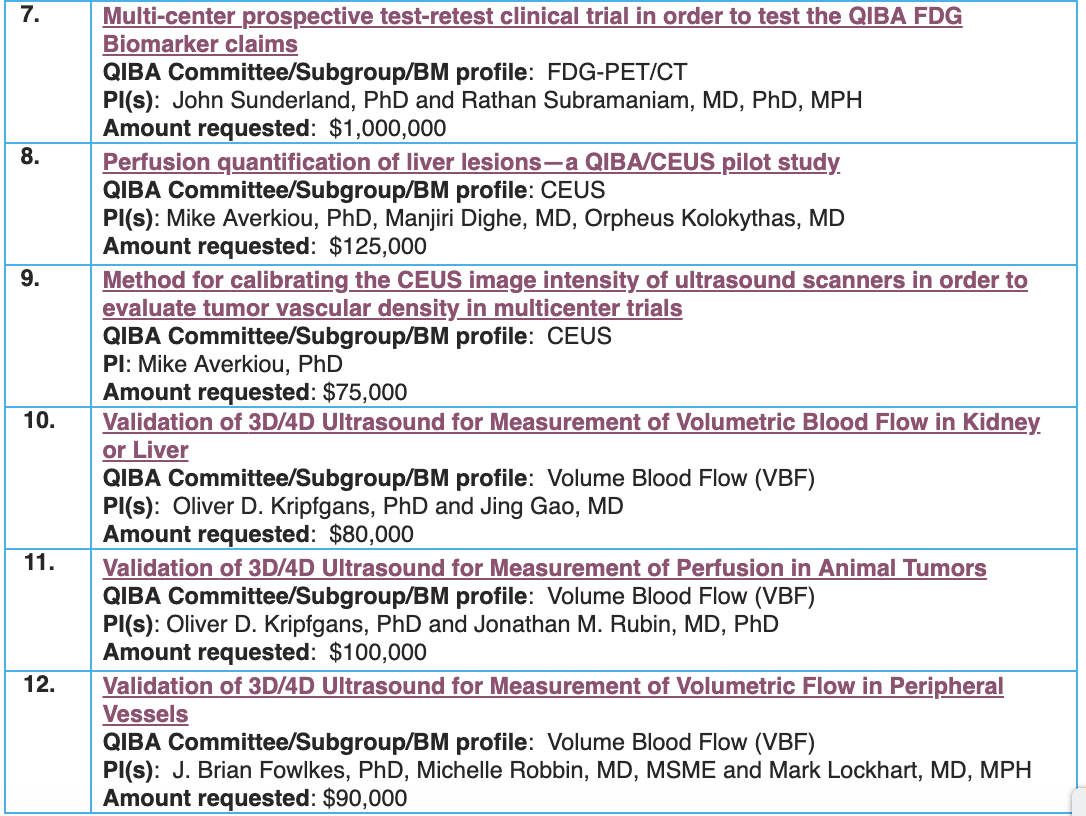 7.
Multi-center prospective test-retest clinical trial in order to test the QIBA FDG
Biomarker claims
QIBA Committee/Subgroup/BM profile:  FDG-PET/CT
PI(s):  John Sunderland, PhD and Rathan Subramaniam, MD, PhD, MPH
Amount requested:  $1,000,000
8.
Perfusion quantification of liver lesions—a QIBA/CEUS pilot study
QIBA Committee/Subgroup/BM profile: CEUS
PI(s): Mike Averkiou, PhD, Manjiri Dighe, MD, Orpheus Kolokythas, MD
Amount requested:  $125,000
9.
Method for calibrating the CEUS image intensity of ultrasound scanners in order to
evaluate tumor vascular density in multicenter trials
QIBA Committee/Subgroup/BM profile:  CEUS
PI: Mike Averkiou, PhD
Amount requested: $75,000
10.
Validation of 3D/4D Ultrasound for Measurement of Volumetric Blood Flow in Kidney
or Liver
QIBA Committee/Subgroup/BM profile:  Volume Blood Flow (VBF)
PI(s):  Oliver D. Kripfgans, PhD and Jing Gao, MD
Amount requested:  $80,000
11.
Validation of 3D/4D Ultrasound for Measurement of Perfusion in Animal Tumors
QIBA Committee/Subgroup/BM profile:  Volume Blood Flow (VBF)
PI(s): Oliver D. Kripfgans, PhD and Jonathan M. Rubin, MD, PhD
Amount requested:  $100,000
12.
Validation of 3D/4D Ultrasound for Measurement of Volumetric Flow in Peripheral
Vessels
QIBA Committee/Subgroup/BM profile:  Volume Blood Flow (VBF)
PI(s):  J. Brian Fowlkes, PhD, Michelle Robbin, MD, MSME and Mark Lockhart, MD, MPH
Amount requested: $90,000